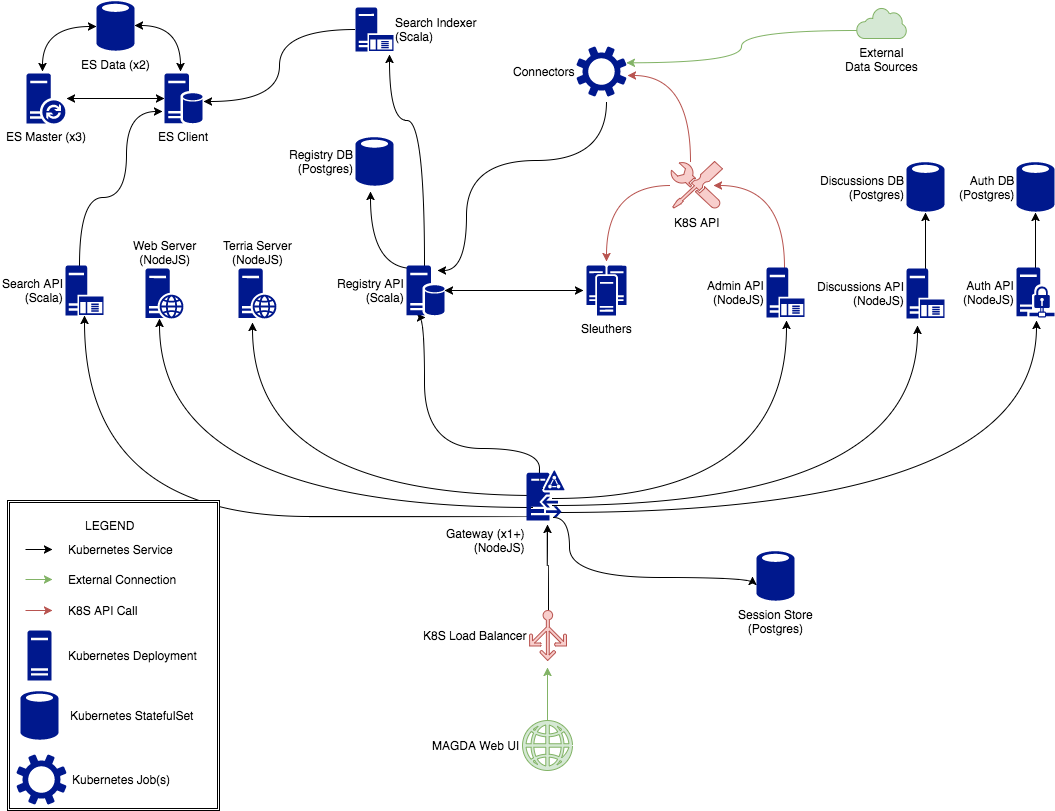 ES Data (x2)
Search Indexer
(Scala)
External
Data Sources
Connectors
ES Master (x3)
ES Client
Registry DB
(Postgres)
K8S API
Discussions DB
(Postgres)
Auth DB
(Postgres)
Search API
(Scala)
Web Server
(NodeJS)
Terria Server
(NodeJS)
Registry API
(Scala)
Sleuthers
Admin API
(NodeJS)
Discussions API
(NodeJS)
Auth API
(NodeJS)
Gateway (x1+)
(NodeJS)
Session Store
(Postgres)
K8S Load Balancer
MAGDA Web UI
LEGEND
Kubernetes Service
External Connection
K8S API Call
Kubernetes Deployment
Kubernetes StatefulSet
Kubernetes Job(s)